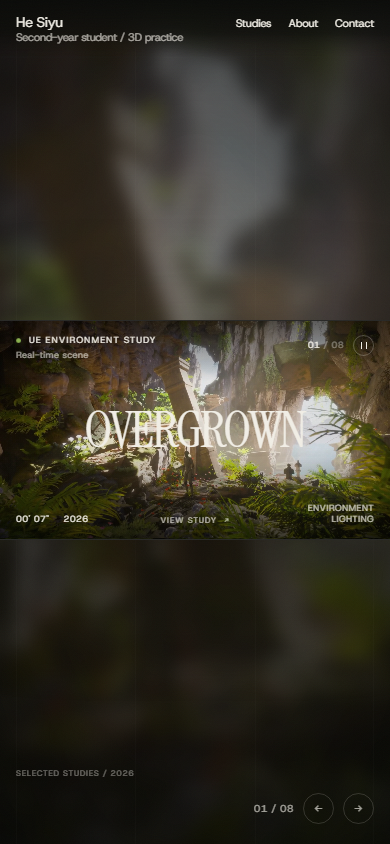 He Siyu
Second-year student / 3D practice
Studies About Contact
UE ENVIRONMENT STUDY
Real-time scene
01 / 08
OVERGROWN
00' 07" 2026
VIEW STUDY ↗
ENVIRONMENT
LIGHTING
SELECTED STUDIES / 2026
01 / 08 ← →